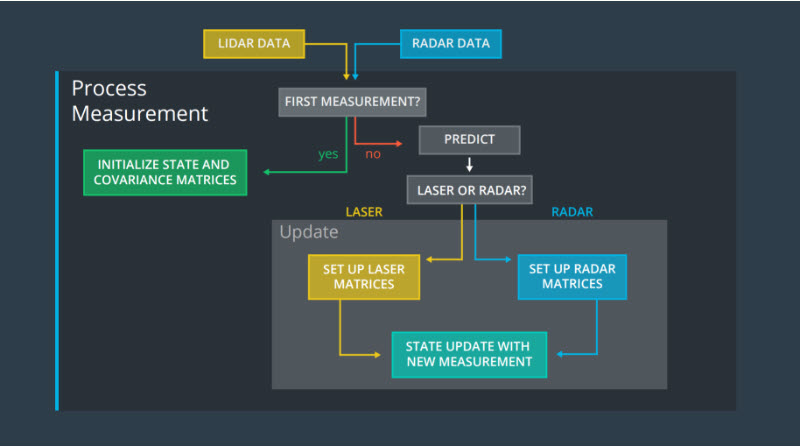 LIDAR DATA
RADAR DATA
Process
Measurement
FIRST MEASUREMENT?
yes
no
PREDICT
INITIALIZE STATE AND
COVARIANCE MATRICES
LASER OR RADAR?
LASER
RADAR
Update
SET UP LASER
MATRICES
SET UP RADAR
MATRICES
STATE UPDATE WITH
NEW MEASUREMENT